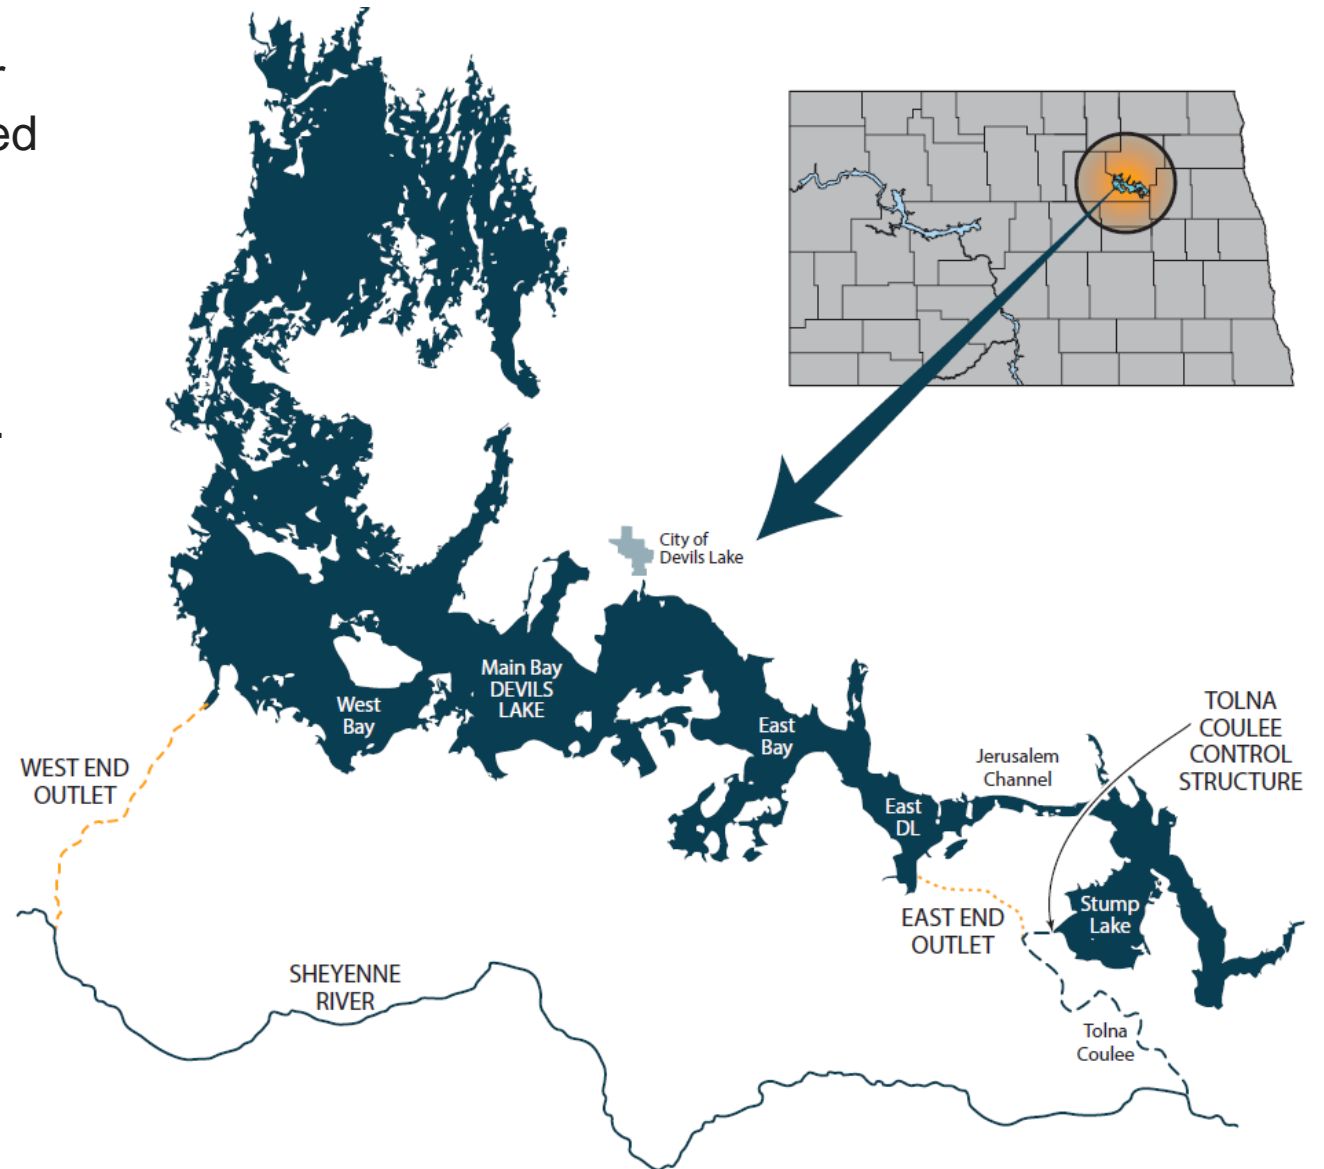 r
ed
.
City of
Devils Lake
Main Bay
DEVILS
LAKE
West
Bay
East
Bay
TOLNA
COULEE
CONTROL
STRUCTURE
Jerusalem
Channel
WEST END
OUTLET
East
DL
Stump
Lake
EAST END
OUTLET
SHEYENNE
RIVER
Tolna
Coulee